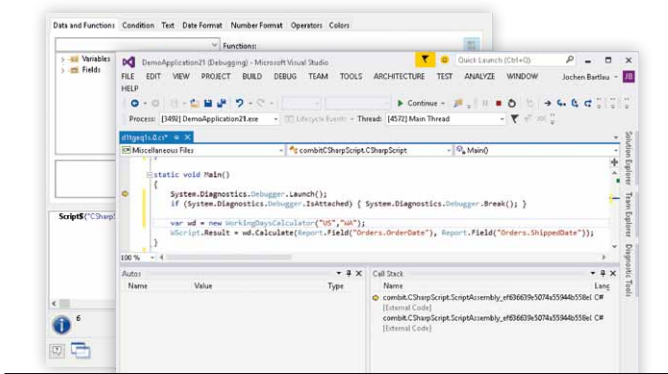 Data and Functions Condition Text Date Format Number Format Operators Colors
Functions:
Variables
Fields
DemoApplication21 (Debugging) - Microsoft Visual Studio
Quick Launch (Ctrl+Q)
FILE EDIT VIEW PROJECT BUILD DEBUG TEAM TOOLS ARCHITECTURE TEST ANALYZE WINDOW Jochen Bartlau JB
HELP
Continue
Process: [3492] DemoApplication21.exe Lifecycle Events Thread: [4572] Main Thread
Miscellaneous Files combitCSharpScript.CSharpScript Main()
static void Main()
{
System.Diagnostics.Debugger.Launch();
if (System.Diagnostics.Debugger.IsAttached) { System.Diagnostics.Debugger.Break(); }
var wd = new WorkingDaysCalculator("US","WA");
WScript.Result = wd.Calculate(Report.Field("Orders.OrderDate"), Report.Field("Orders.ShippedDate"));
}
100 %
Solution Explorer
Team Explorer
Diagnostic Tools
Script$("CSharp
Autos
Name Value Type
Call Stack
Name Lang
[External Code]
[External Code]
6